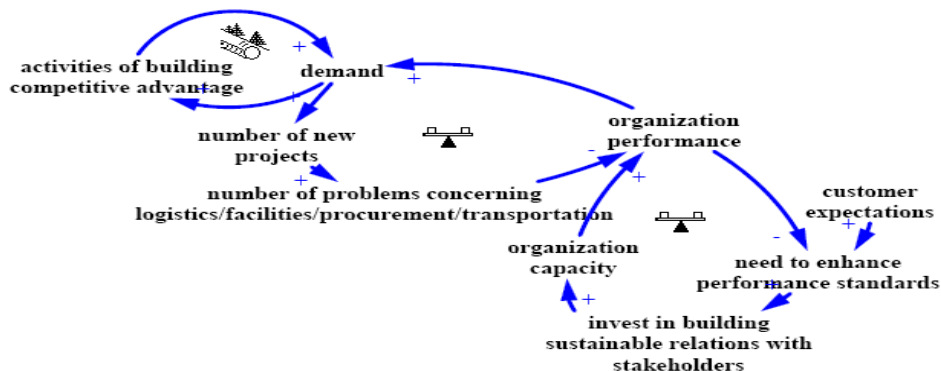 activities of building
competitive advantage
+
+
demand
+
+
number of new
projects
+
number of problems concerning
logistics/facilities/procurement/transportation
-
organization
performance
+
organization
capacity
+
customer
expectations
+
-
need to enhance
performance standards
+
invest in building
sustainable relations with
stakeholders